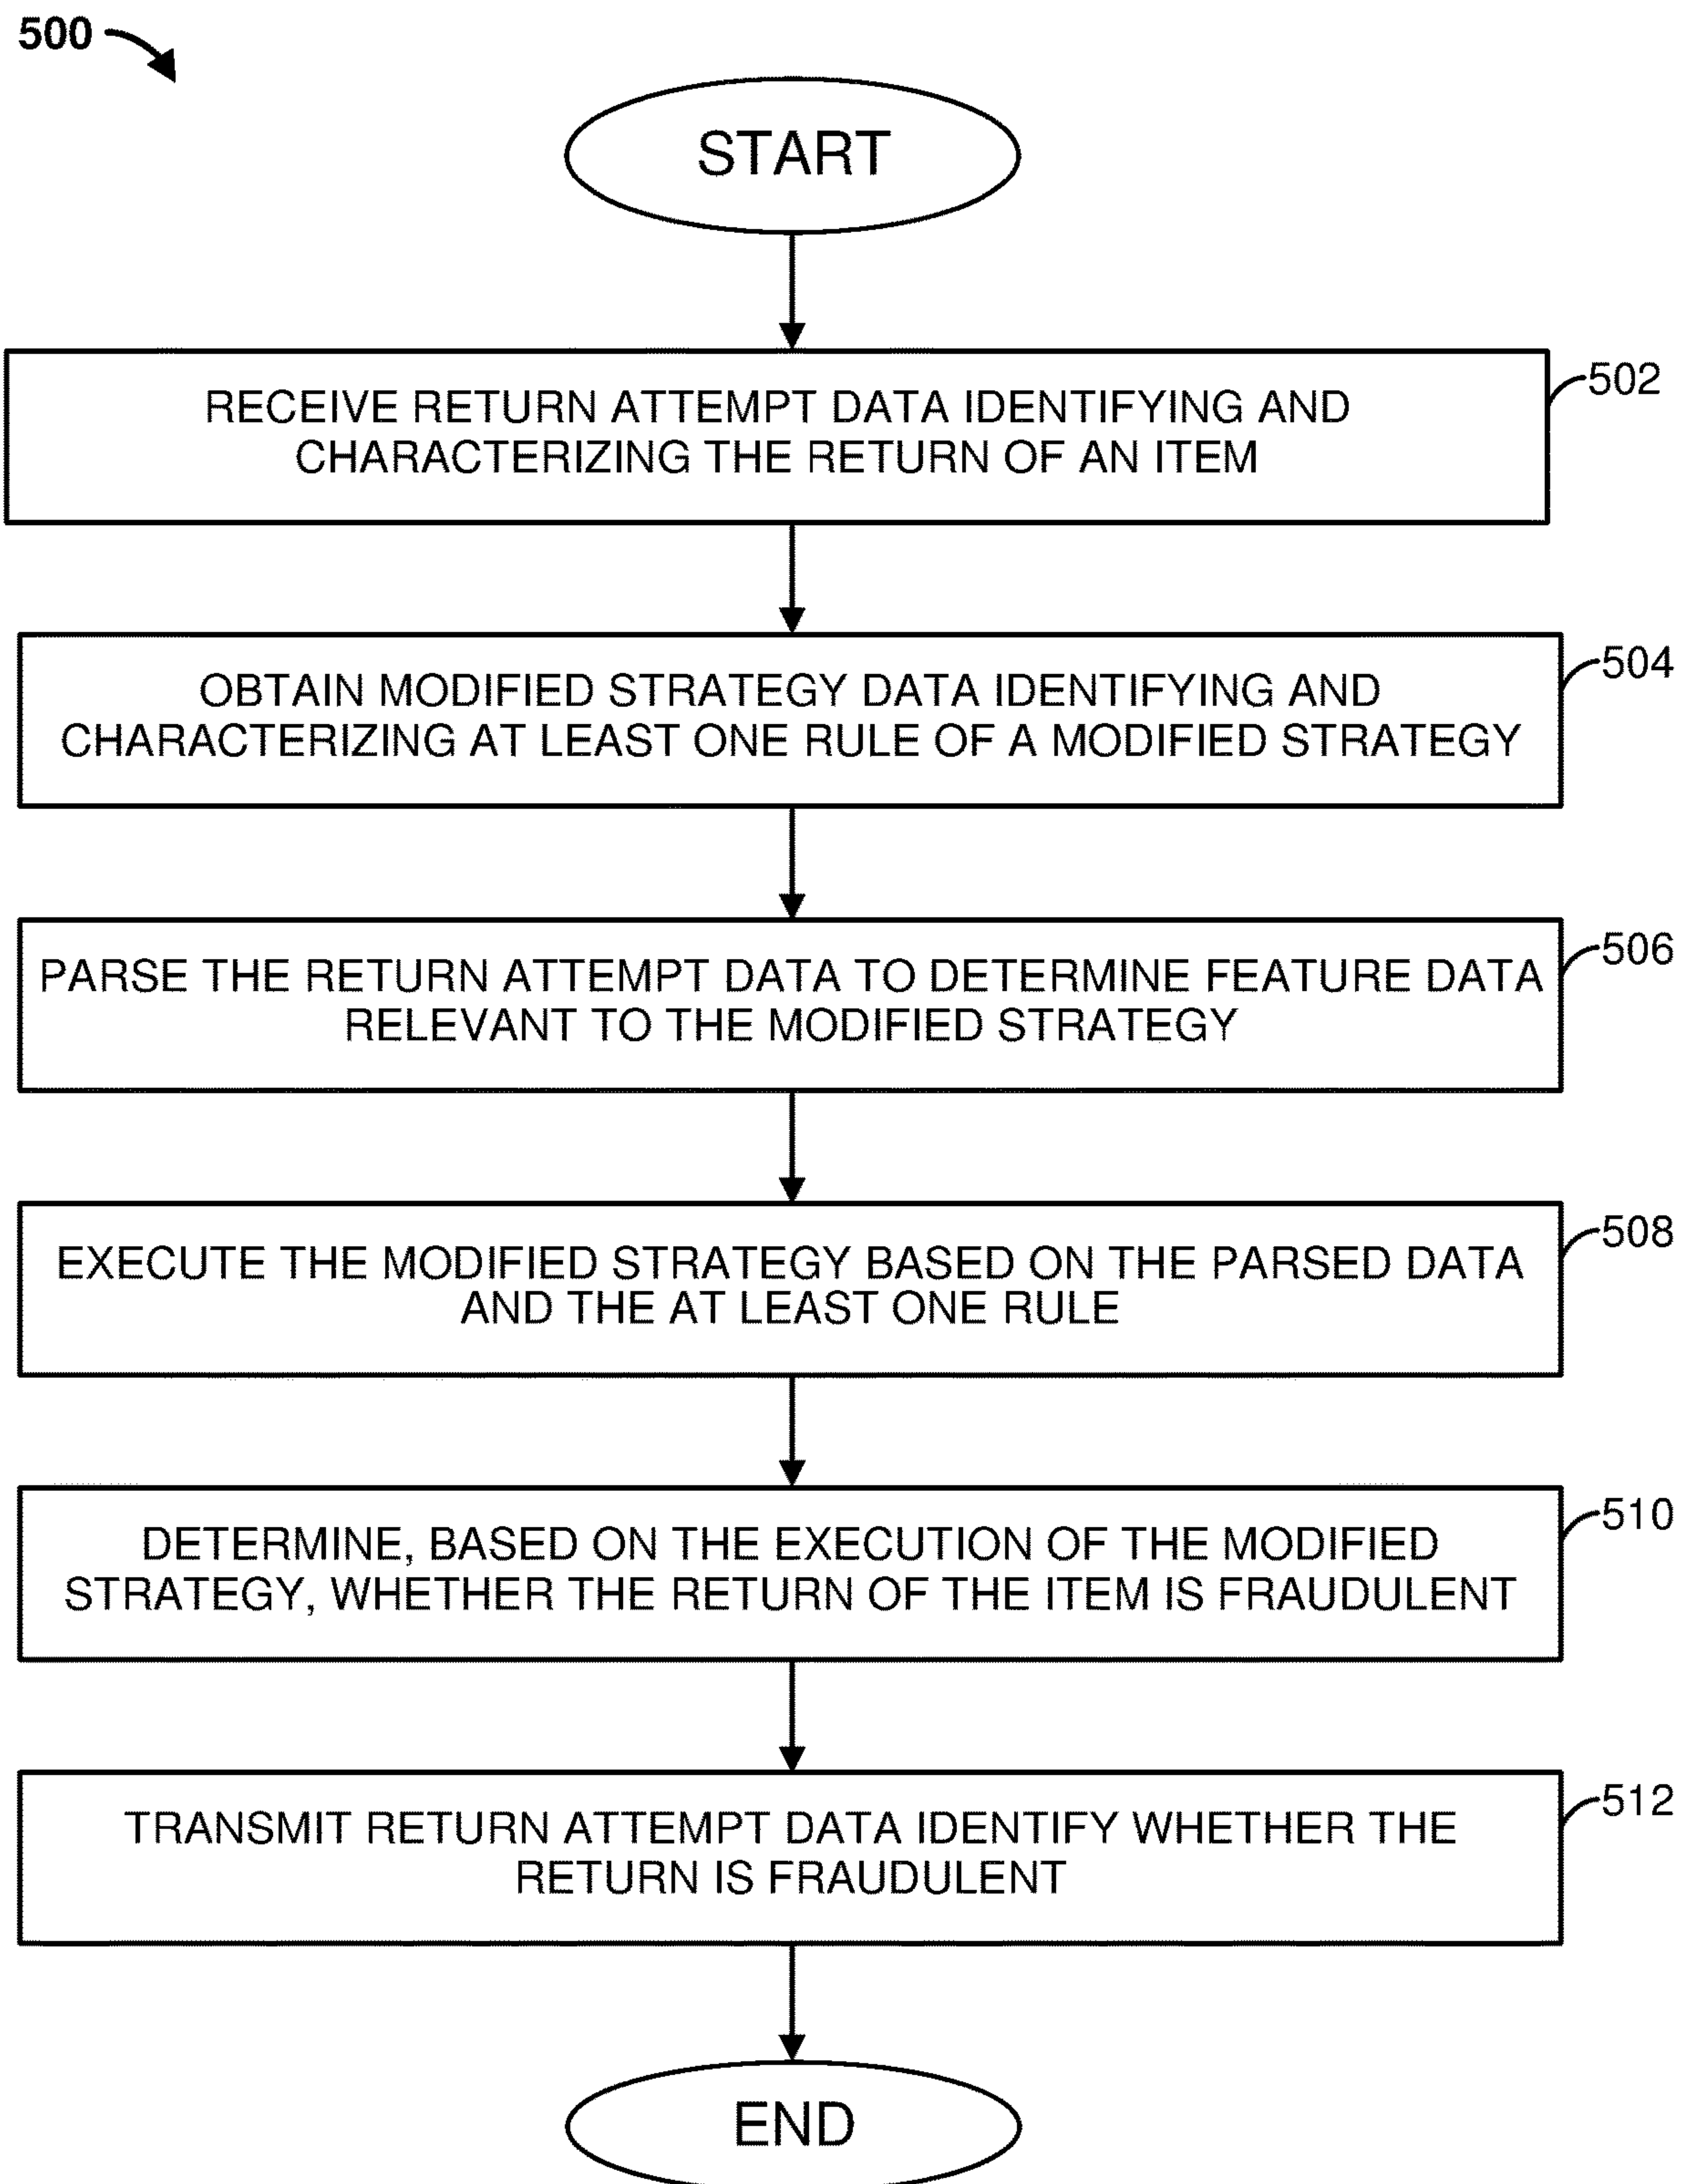 500
START
RECEIVE RETURN ATTEMPT DATA IDENTIFYING AND
CHARACTERIZING THE RETURN OF AN ITEM
502
OBTAIN MODIFIED STRATEGY DATA IDENTIFYING AND
CHARACTERIZING AT LEAST ONE RULE OF A MODIFIED STRATEGY
504
PARSE THE RETURN ATTEMPT DATA TO DETERMINE FEATURE DATA
RELEVANT TO THE MODIFIED STRATEGY
506
EXECUTE THE MODIFIED STRATEGY BASED ON THE PARSED DATA
AND THE AT LEAST ONE RULE
508
DETERMINE, BASED ON THE EXECUTION OF THE MODIFIED
STRATEGY, WHETHER THE RETURN OF THE ITEM IS FRAUDULENT
510
TRANSMIT RETURN ATTEMPT DATA IDENTIFY WHETHER THE
RETURN IS FRAUDULENT
512
END